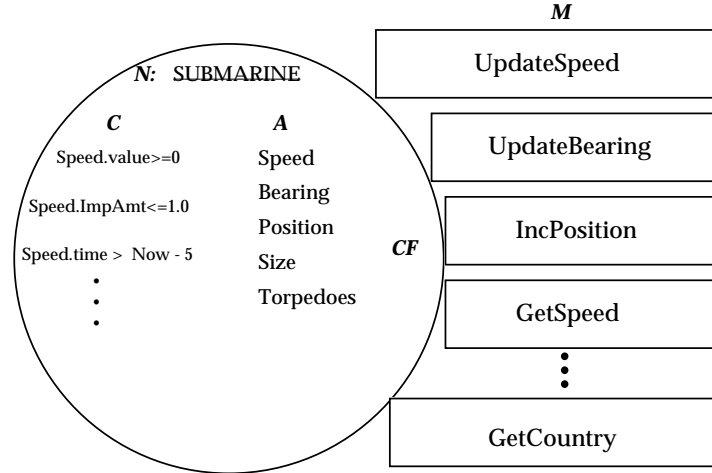 M
UpdateSpeed
N: SUBMARINE
C
A
Speed.value>=0
Speed
UpdateBearing
Bearing
Speed.ImpAmt<=1.0
Position
IncPosition
CF
Speed.time > Now - 5
Size
Torpedoes
GetSpeed
GetCountry